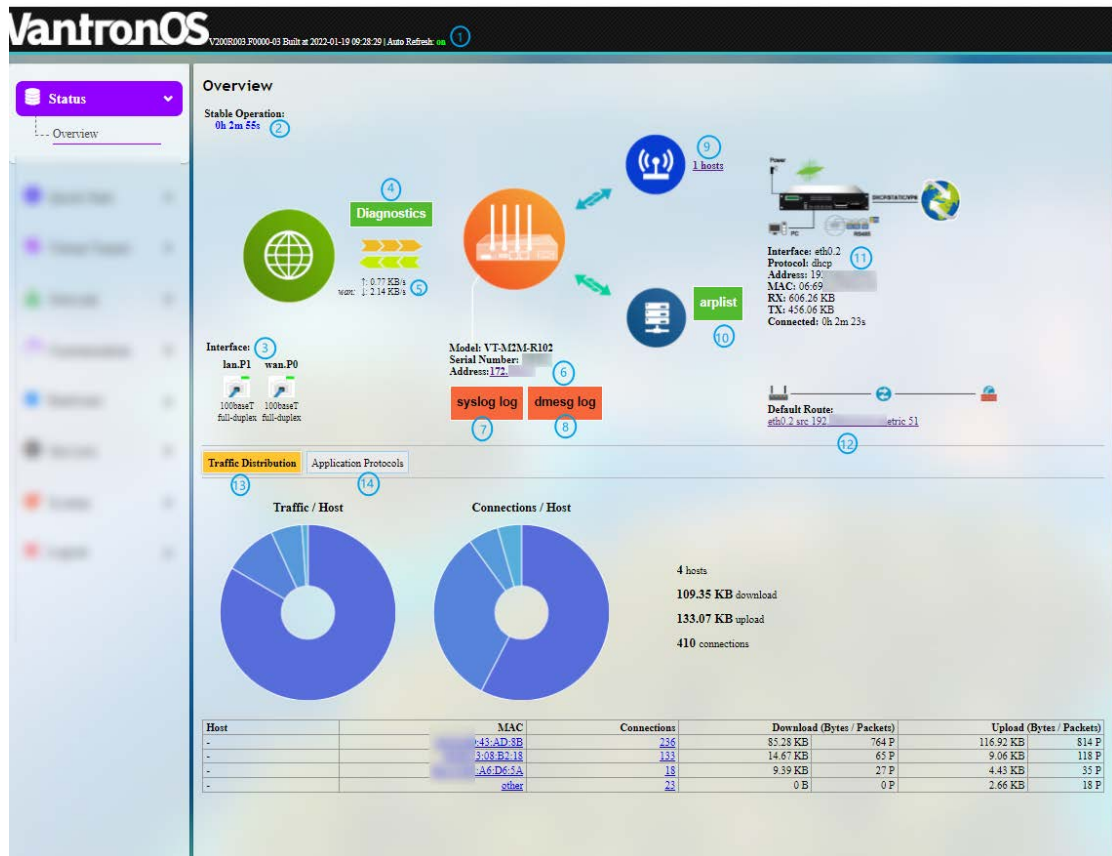 VantronOS
V200R003.F0000-03 Built at 2022-01-19 09:28:29 | Auto Refresh: on 1
Status
Overview
Overview
Stable Operation:
0h 2m 55s 2
4
Diagnostics
↑: 0.77 KB/s
wan: ↓: 2.14 KB/s 5
Interface: 3
lan.P1 wan.P0
100baseT 100baseT
full-duplex full-duplex
Model: VT-M2M-R102
Serial Number:
Address:172.
6
syslog log dmesg log
7 8
9
1 hosts
arplist
10
Power
DHCP/STATIC/VPN
PC
RS485
Interface: eth0.2
Protocol: dhcp 11
Address: 19
MAC: 06:69
RX: 606.26 KB
TX: 456.06 KB
Connected: 0h 2m 23s
Default Route:
eth0.2 src 192. etric 51
12
Traffic Distribution Application Protocols
13 14
Traffic / Host Connections / Host
4 hosts
109.35 KB download
133.07 KB upload
410 connections
Host MAC Connections Download (Bytes / Packets) Upload (Bytes / Packets)
- :43:AD:8B 236 85.28 KB 764 P 116.92 KB 814 P
- 3:08:B2:18 133 14.67 KB 65 P 9.06 KB 118 P
- :A6:D6:5A 18 9.39 KB 27 P 4.43 KB 35 P
- other 23 0 B 0 P 2.66 KB 18 P